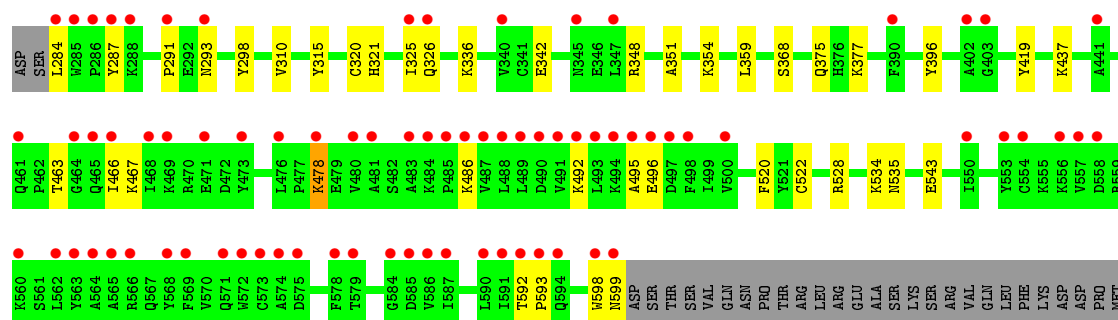 ASP SER L284 W285 P286 Y287 K288 P291 E292 N293 Y298 V310 Y315 C320 H321 I325 Q326 K336 V340 C341 E342 N345 E346 L347 R348 A351 K354 L359 S368 Q375 H376 K377 F390 Y396 A402 G403 Y419 K437 A441
Q461 P462 T463 G464 Q465 I466 K467 I468 K469 R470 E471 D472 Y473 L476 P477 K478 E479 V480 A481 S482 A483 K484 P485 K486 V487 L488 L489 D490 V491 K492 L493 K494 A495 E496 D497 F498 I499 V500 F520 Y521 C522 R528 K534 N535 E543 I550 Y553 C554 K555 K556 V557 D558 R559
K560 S561 L562 Y563 A564 A565 R566 Q567 Y568 F569 V570 Q571 W572 C573 A574 D575 F578 T579 G584 D585 V586 I587 L590 I591 T592 P593 Q594 W598 N599 ASP SER THR SER VAL GLN ASN PRO THR ARG LEU ARG GLU ALA SER LYS SER ARG VAL GLN LEU PHE LYS ASP ASP PRO MET